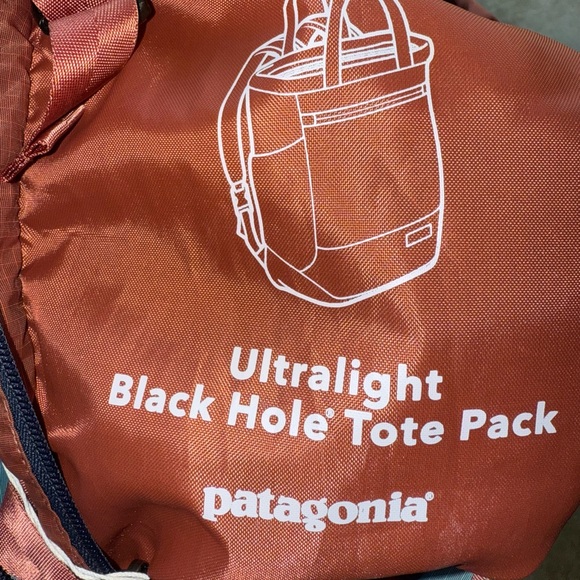 Ultralight
Black Hole® Tote Pack
patagonia®